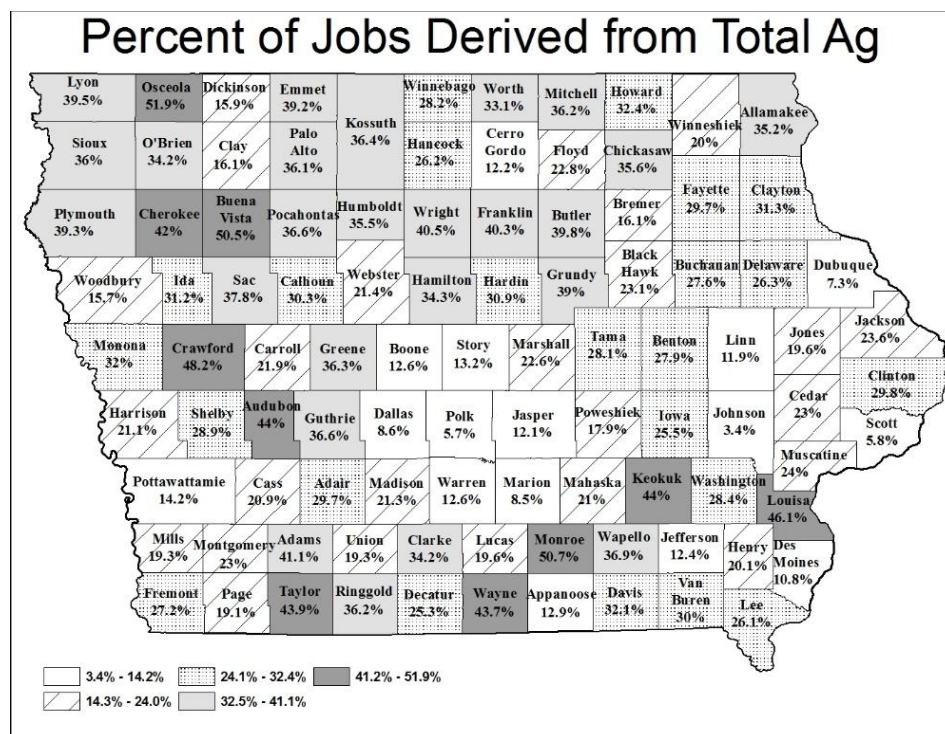 Percent of Jobs Derived from Total Ag
Lyon
39.5%
Osceola
51.9%
Dickinson
15.9%
Emmet
39.2%
Kossuth
36.4%
Winnebago
28.2%
Worth
33.1%
Mitchell
36.2%
Howard
32.4%
Winneshiek
20%
Allamakee
35.2%
Sioux
36%
O'Brien
34.2%
Clay
16.1%
Palo
Alto
36.1%
Hancock
26.2%
Cerro
Gordo
12.2%
Floyd
22.8%
Chickasaw
35.6%
Fayette
29.7%
Clayton
31.3%
Plymouth
39.3%
Cherokee
42%
Buena
Vista
50.5%
Pocahontas
36.6%
Humboldt
35.5%
Wright
40.5%
Franklin
40.3%
Butler
39.8%
Bremer
16.1%
Woodbury
15.7%
Ida
31.2%
Sac
37.8%
Calhoun
30.3%
Webster
21.4%
Hamilton
34.3%
Hardin
30.9%
Grundy
39%
Black
Hawk
23.1%
Buchanan
27.6%
Delaware
26.3%
Dubuque
7.3%
Monona
32%
Crawford
48.2%
Carroll
21.9%
Greene
36.3%
Boone
12.6%
Story
13.2%
Marshall
22.6%
Tama
28.1%
Benton
27.9%
Linn
11.9%
Jones
19.6%
Jackson
23.6%
Clinton
29.8%
Harrison
21.1%
Shelby
28.9%
Audubon
44%
Guthrie
36.6%
Dallas
8.6%
Polk
5.7%
Jasper
12.1%
Poweshiek
17.9%
Iowa
25.5%
Johnson
3.4%
Cedar
23%
Scott
5.8%
Muscatine
24%
Pottawattamie
14.2%
Cass
20.9%
Adair
29.7%
Madison
21.3%
Warren
12.6%
Marion
8.5%
Mahaska
21%
Keokuk
44%
Washington
28.4%
Louisa
46.1%
Mills
19.3%
Montgomery
23%
Adams
41.1%
Union
19.3%
Clarke
34.2%
Lucas
19.6%
Monroe
50.7%
Wapello
36.9%
Jefferson
12.4%
Henry
20.1%
Des
Moines
10.8%
Fremont
27.2%
Page
19.1%
Taylor
43.9%
Ringgold
36.2%
Decatur
25.3%
Wayne
43.7%
Appanoose
12.9%
Davis
32.1%
Van
Buren
30%
Lee
26.1%
3.4% - 14.2%
24.1% - 32.4%
41.2% - 51.9%
14.3% - 24.0%
32.5% - 41.1%